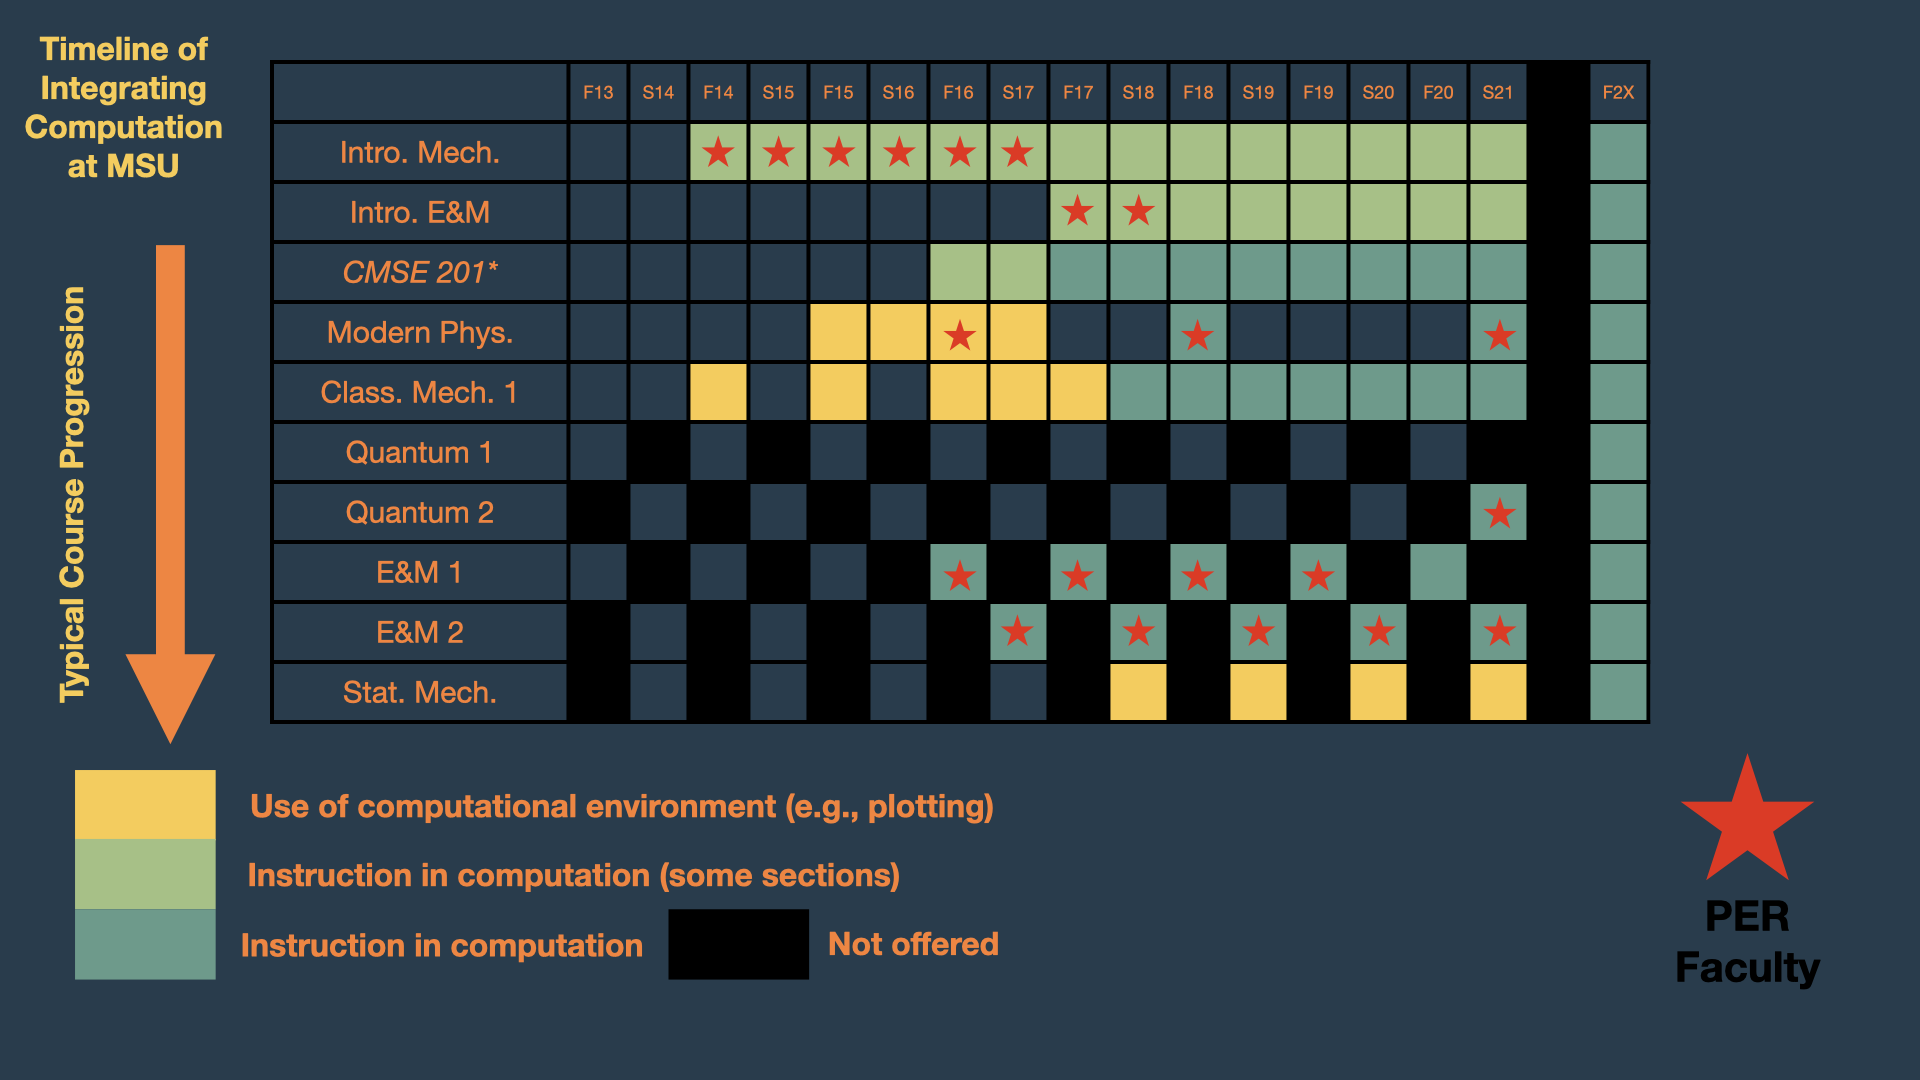 Timeline of
Integrating
Computation
at MSU
F13 S14 F14 S15 F15 S16 F16 S17 F17 S18 F18 S19 F19 S20 F20 S21 F2X
Intro. Mech.
Intro. E&M
CMSE 201*
Modern Phys.
Class. Mech. 1
Quantum 1
Quantum 2
E&M 1
E&M 2
Stat. Mech.
Typical Course Progression
Use of computational environment (e.g., plotting)
Instruction in computation (some sections)
Instruction in computation
Not offered
PER
Faculty